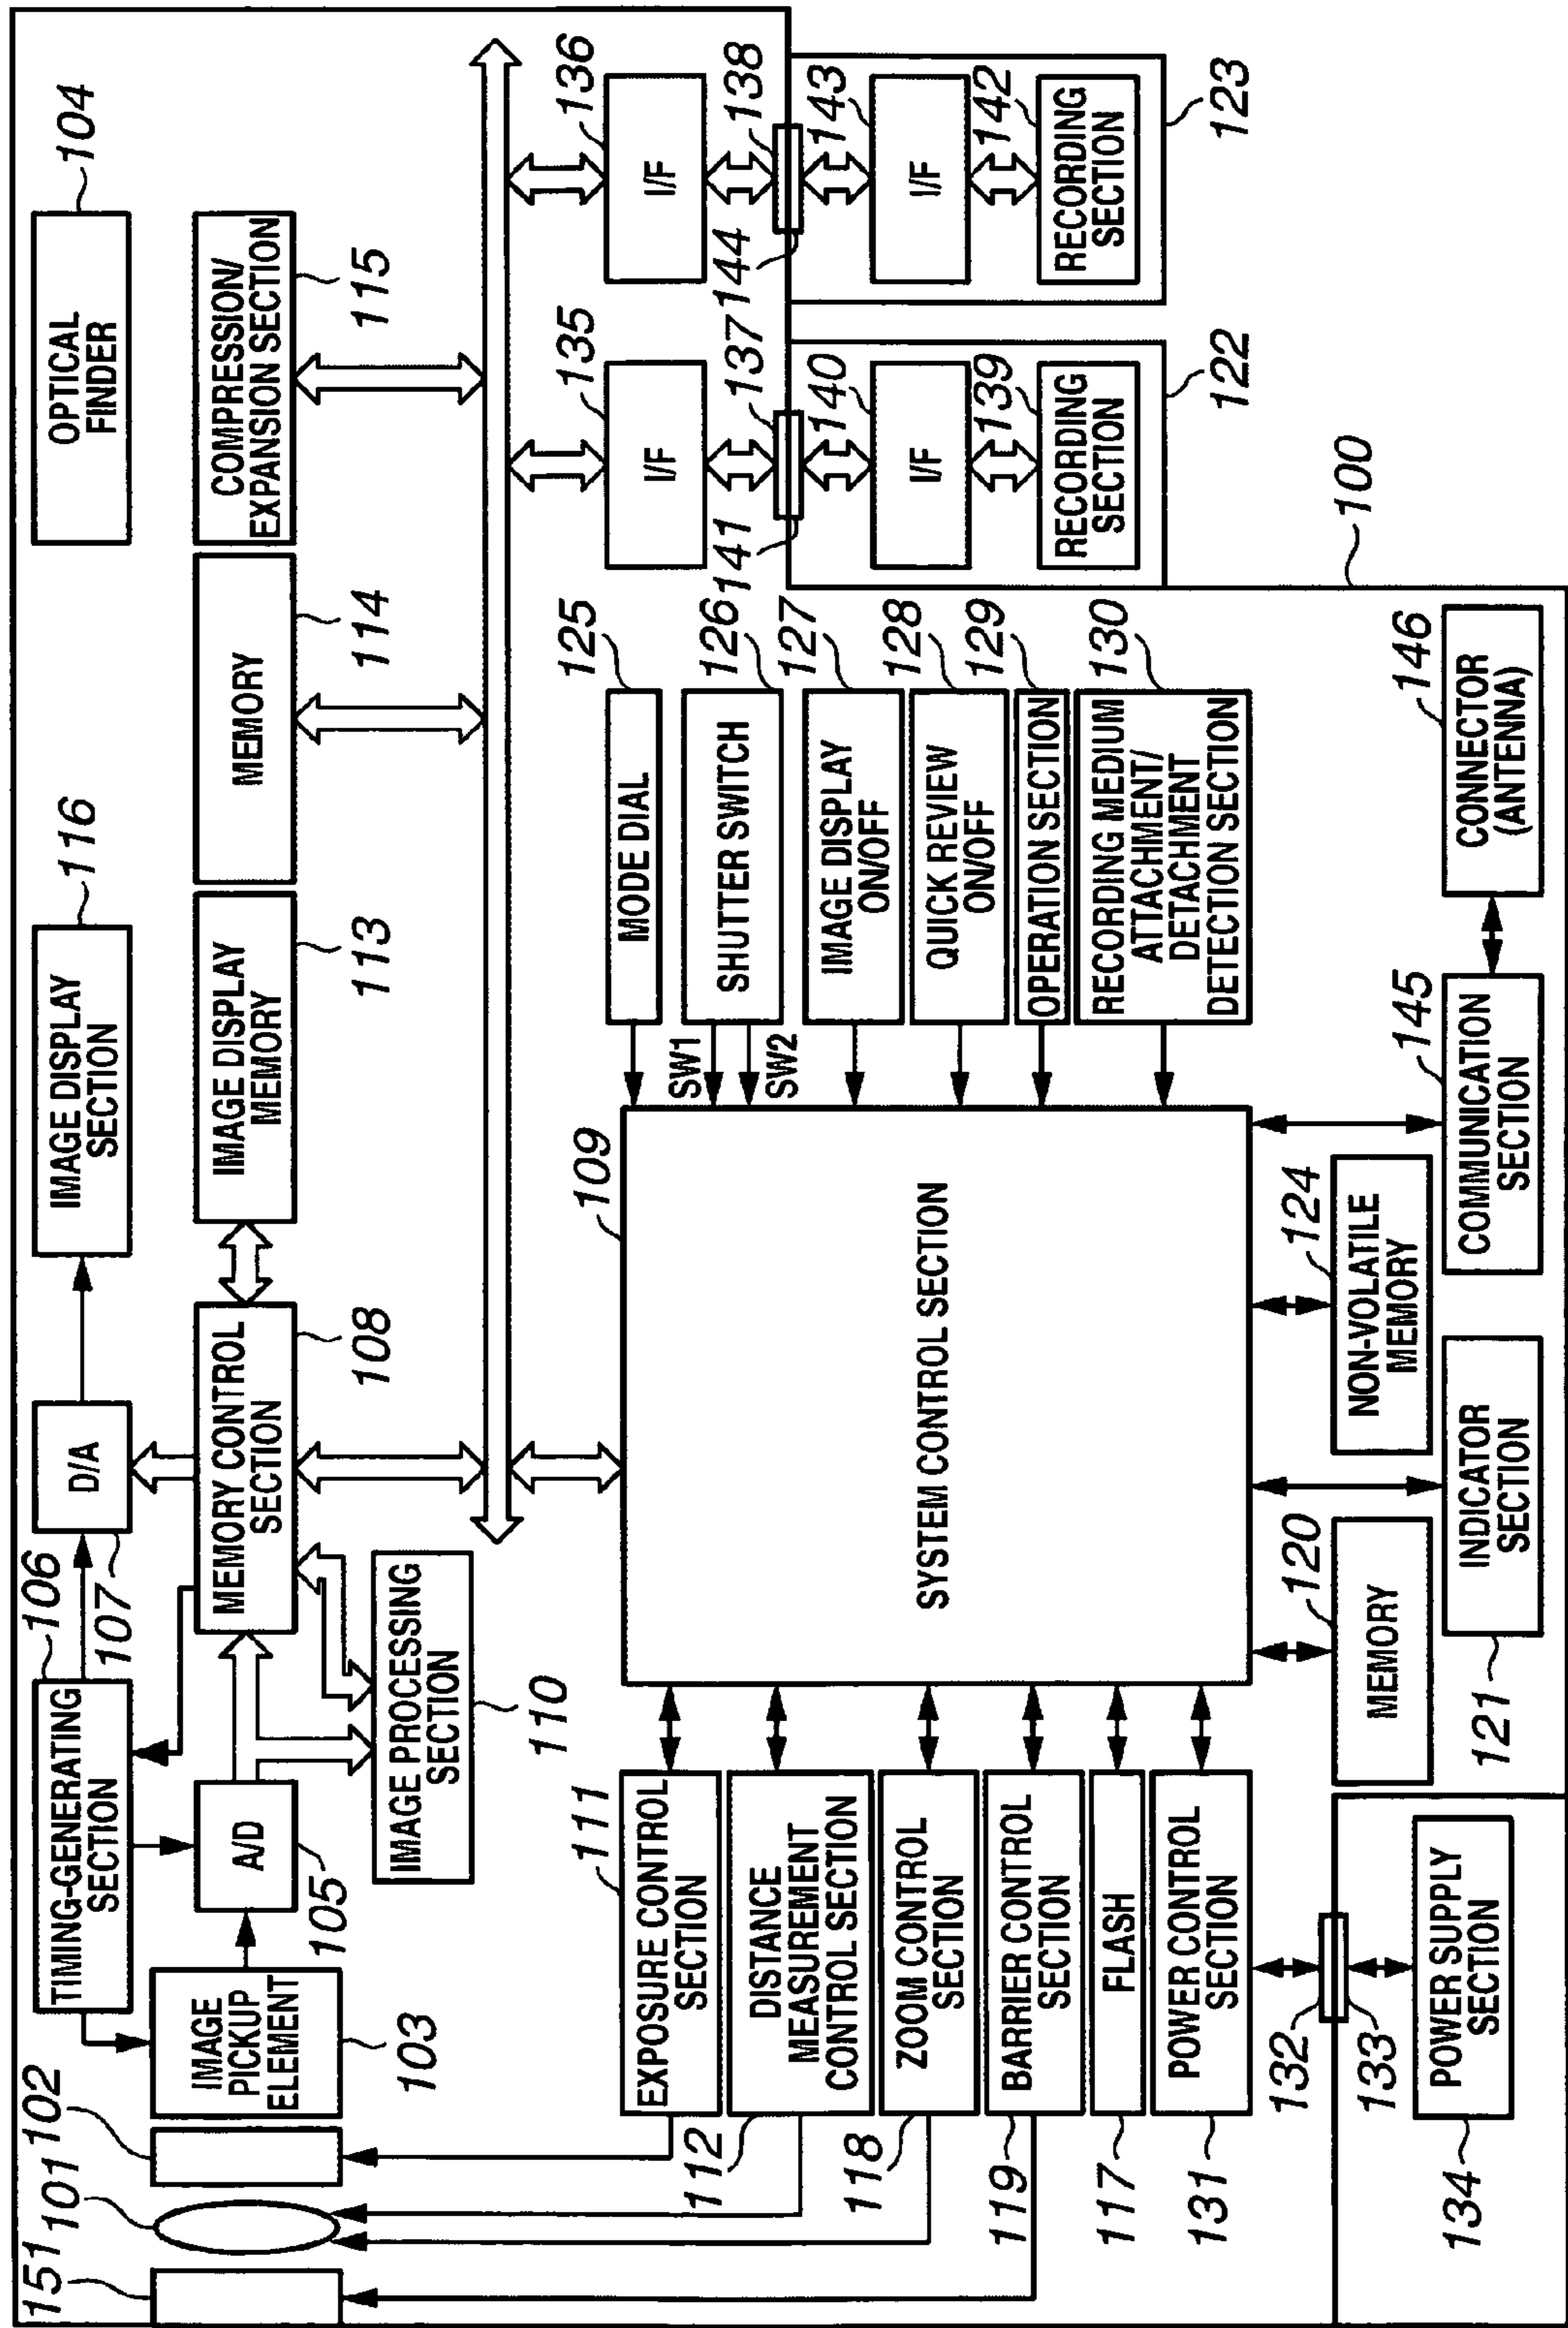 104
OPTICAL
FINDER
116
IMAGE DISPLAY
SECTION
D/A
107
106
TIMING-GENERATING
SECTION
COMPRESSION/
EXPANSION SECTION
115
MEMORY
114
IMAGE DISPLAY
MEMORY
113
MEMORY CONTROL
SECTION
108
A/D
105
IMAGE
PICKUP
ELEMENT
103
102
101
151
IMAGE PROCESSING
SECTION
110
136
I/F
138
144
143
I/F
142
RECORDING
SECTION
123
135
I/F
137
141
140
I/F
139
RECORDING
SECTION
122
100
125
MODE DIAL
126
SHUTTER SWITCH
SW1
SW2
127
IMAGE DISPLAY
ON/OFF
128
QUICK REVIEW
ON/OFF
129
OPERATION SECTION
130
RECORDING MEDIUM
ATTACHMENT/
DETACHMENT
DETECTION SECTION
109
SYSTEM CONTROL SECTION
111
EXPOSURE CONTROL
SECTION
112
DISTANCE
MEASUREMENT
CONTROL SECTION
118
ZOOM CONTROL
SECTION
119
BARRIER CONTROL
SECTION
117
FLASH
131
POWER CONTROL
SECTION
132
133
POWER SUPPLY
SECTION
134
120
MEMORY
121
INDICATOR
SECTION
124
NON-VOLATILE
MEMORY
145
COMMUNICATION
SECTION
146
CONNECTOR
(ANTENNA)